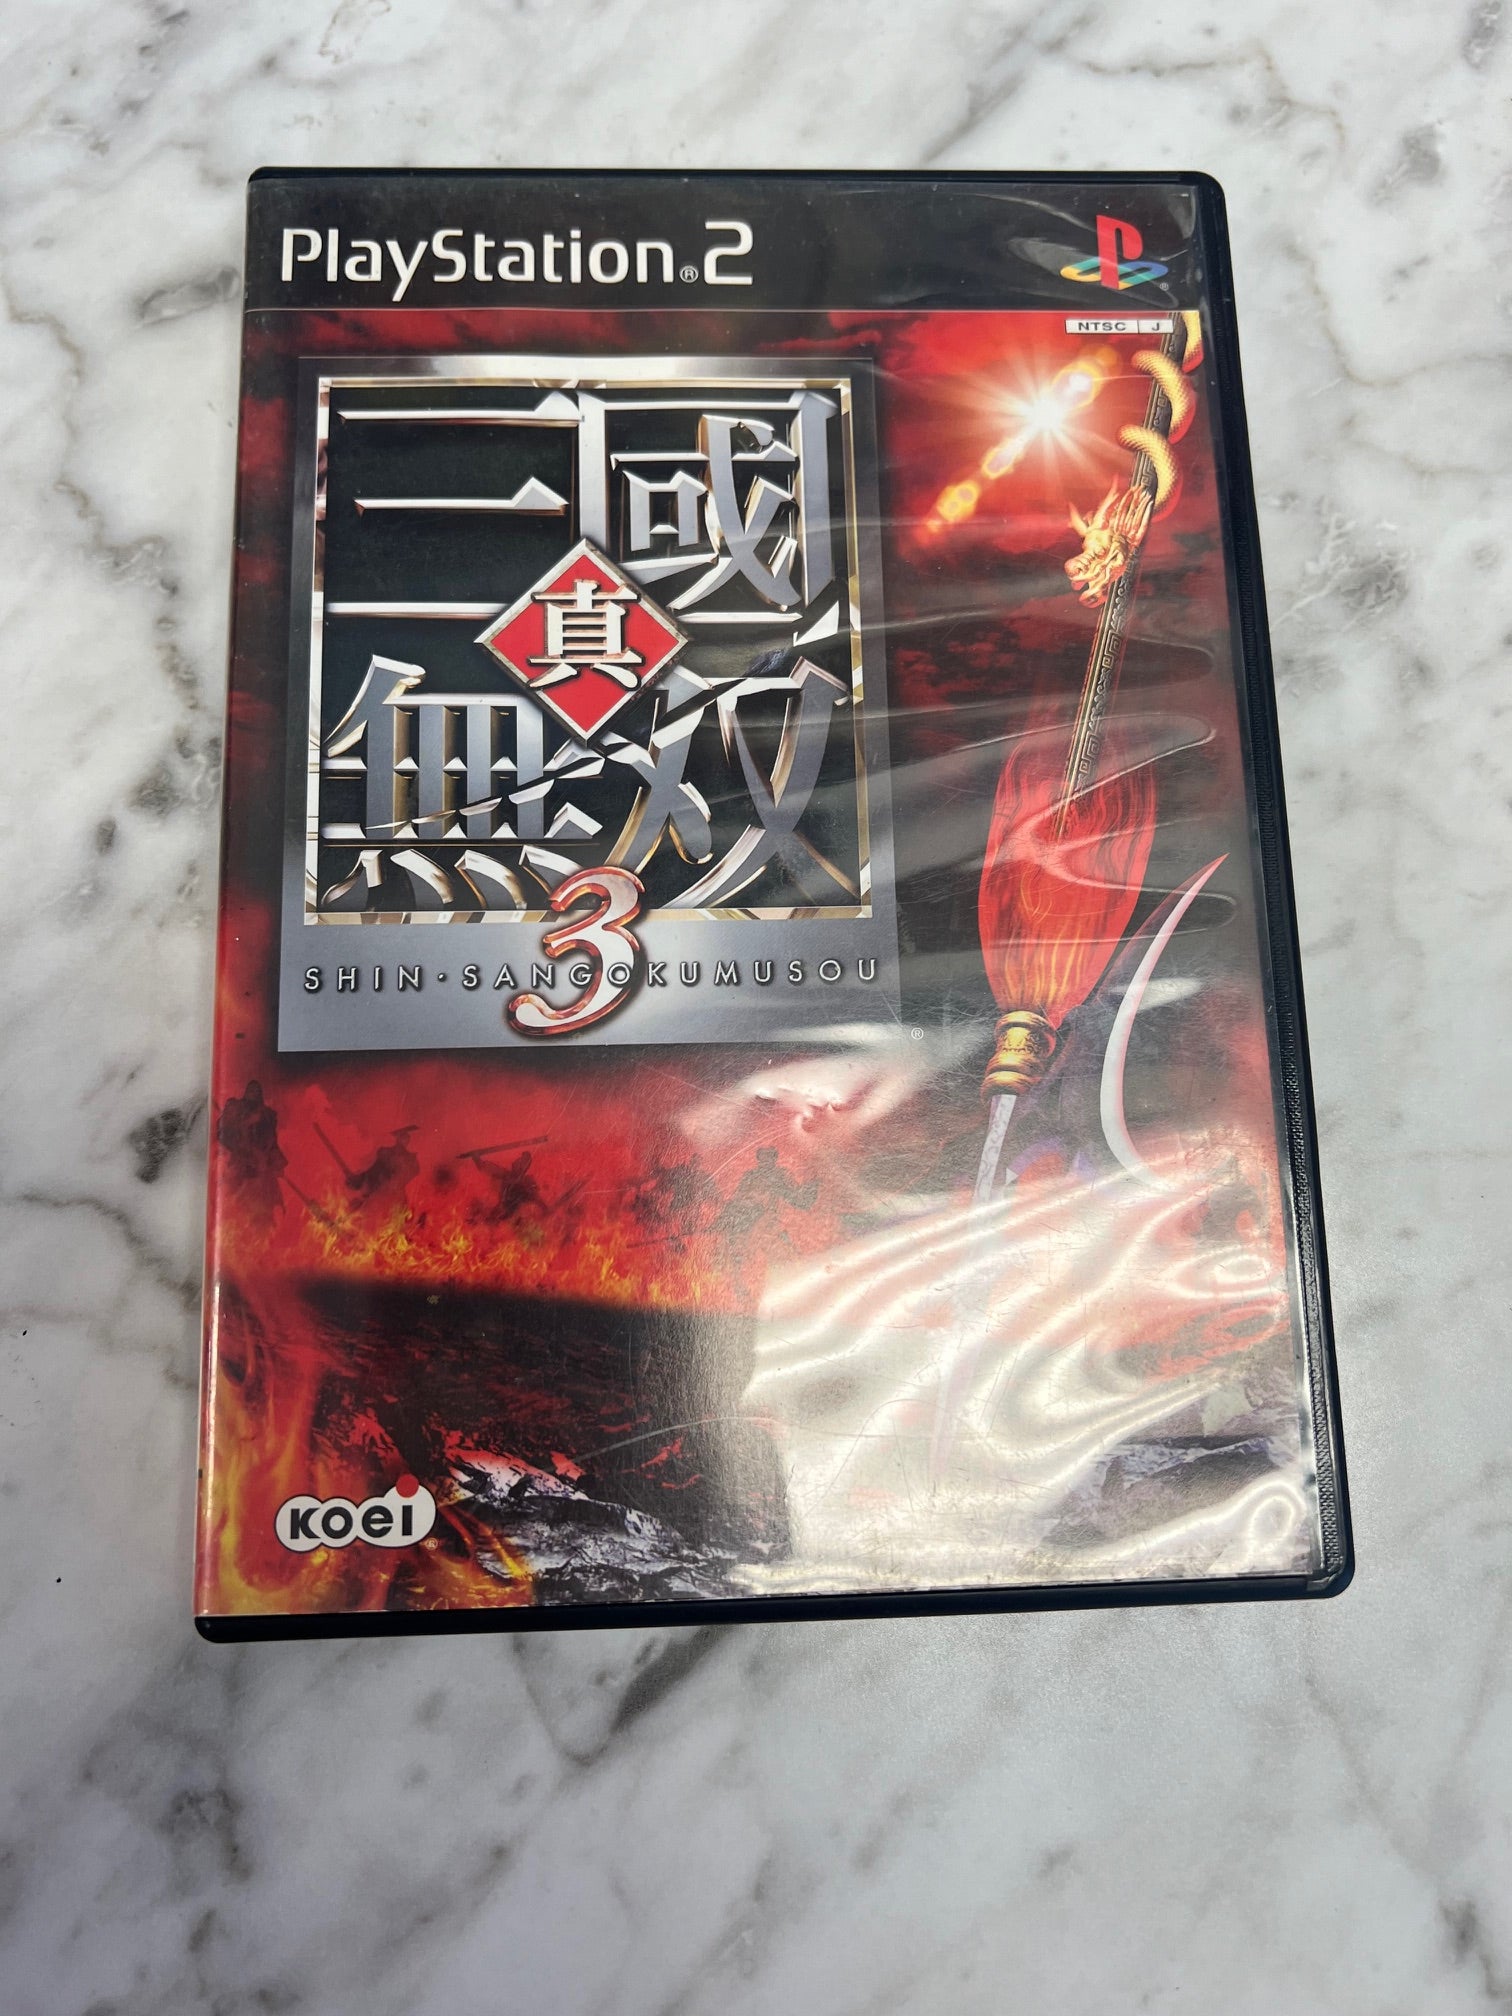 PlayStation®2
NTSC J
三國
真
無双
3
SHIN·SANGOKUMUSOU
®
KOEI®